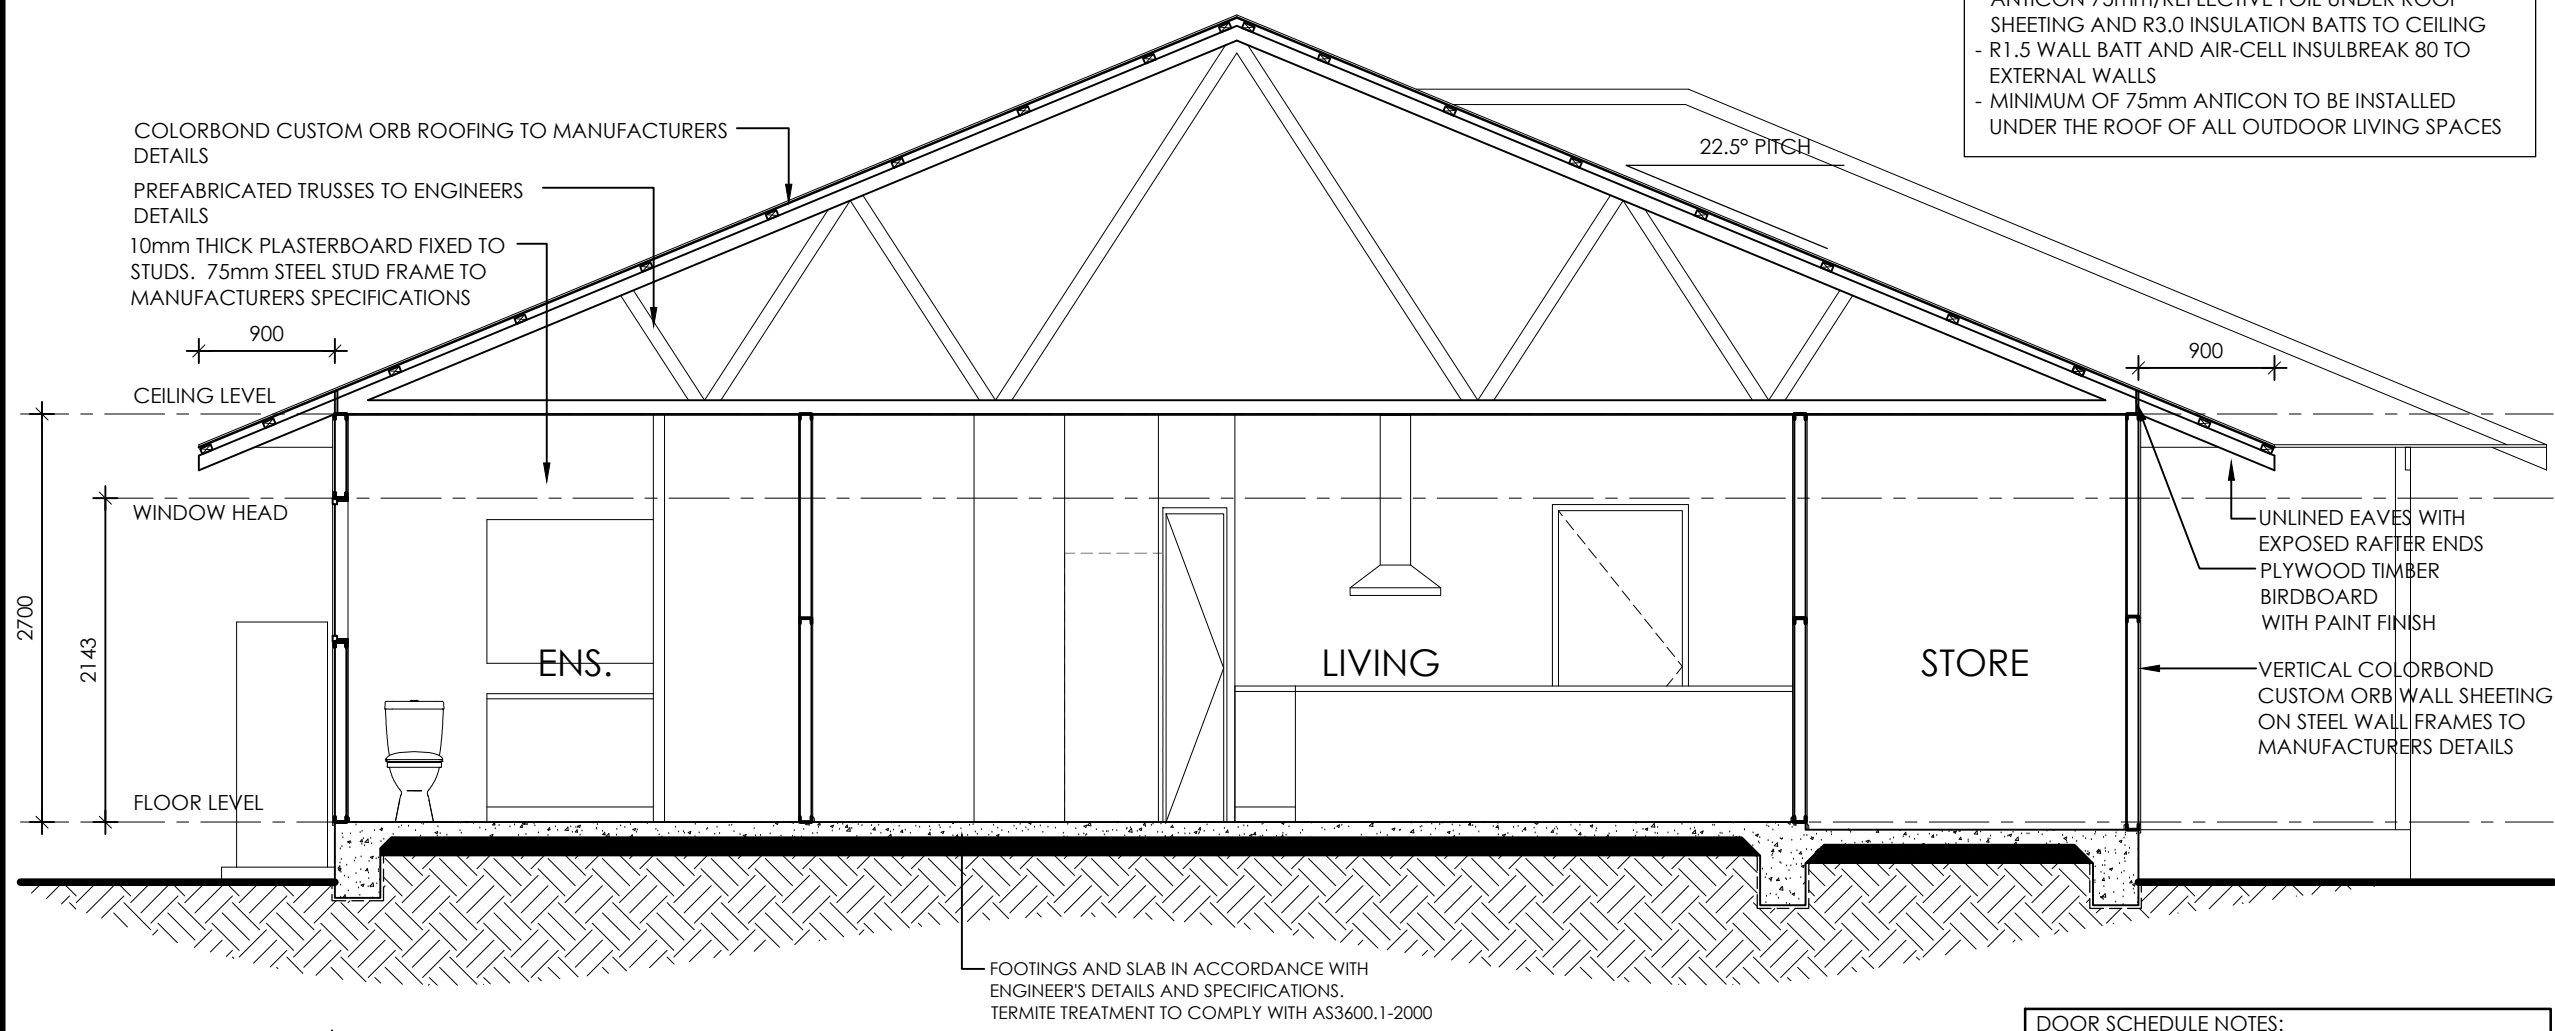 ANTICON 75mm/REFLECTIVE FOIL UNDER ROOF
SHEETING AND R3.0 INSULATION BATTS TO CEILING
- R1.5 WALL BATT AND AIR-CELL INSULBREAK 80 TO
EXTERNAL WALLS
- MINIMUM OF 75mm ANTICON TO BE INSTALLED
UNDER THE ROOF OF ALL OUTDOOR LIVING SPACES
COLORBOND CUSTOM ORB ROOFING TO MANUFACTURERS
DETAILS
PREFABRICATED TRUSSES TO ENGINEERS
DETAILS
10mm THICK PLASTERBOARD FIXED TO
STUDS. 75mm STEEL STUD FRAME TO
MANUFACTURERS SPECIFICATIONS
22.5° PITCH
900
900
CEILING LEVEL
WINDOW HEAD
2700
2143
FLOOR LEVEL
ENS.
LIVING
STORE
UNLINED EAVES WITH
EXPOSED RAFTER ENDS
PLYWOOD TIMBER
BIRDBOARD
WITH PAINT FINISH
VERTICAL COLORBOND
CUSTOM ORB WALL SHEETING
ON STEEL WALL FRAMES TO
MANUFACTURERS DETAILS
FOOTINGS AND SLAB IN ACCORDANCE WITH
ENGINEER'S DETAILS AND SPECIFICATIONS.
TERMITE TREATMENT TO COMPLY WITH AS3600.1-2000
DOOR SCHEDULE NOTES: